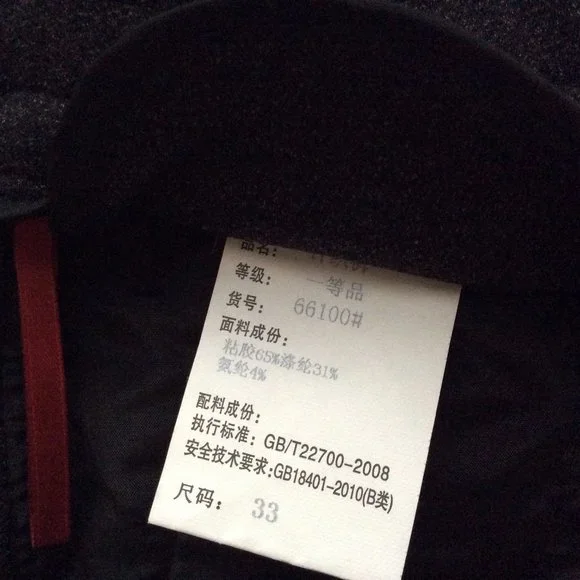 品名:
等级: 一等品
货号: 66100#
面料成份:
粘胶65%涤纶31%
氨纶4%
配料成份:
执行标准: GB/T22700-2008
安全技术要求:GB18401-2010(B类)
尺码: 33